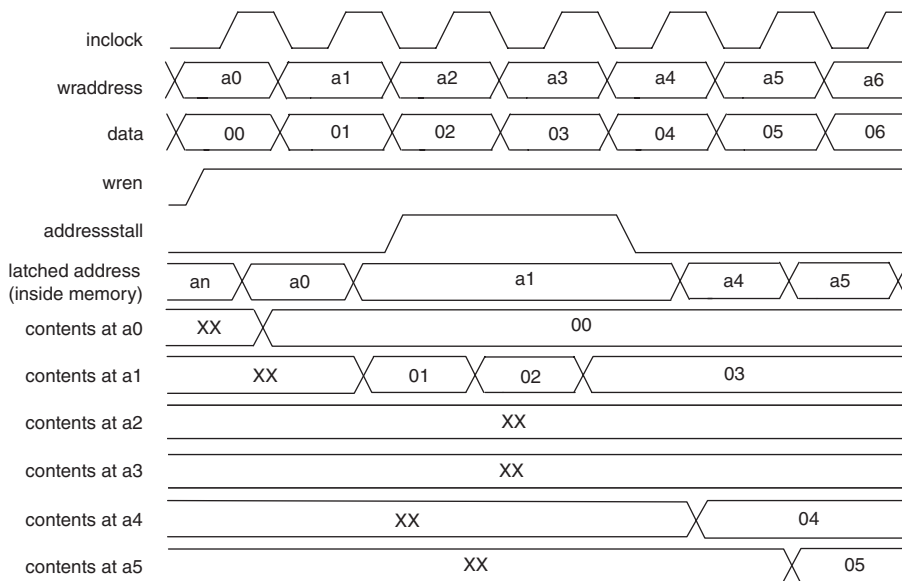 inclock
wraddress a0 a1 a2 a3 a4 a5 a6
data 00 01 02 03 04 05 06
wren
addressstall
latched address
(inside memory) an a0 a1 a4 a5
contents at a0 XX 00
contents at a1 XX 01 02 03
contents at a2 XX
contents at a3 XX
contents at a4 XX 04
contents at a5 XX 05